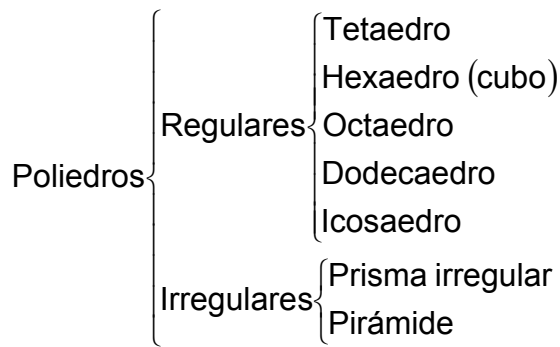 Poliedros
Regulares
Tetaedro
Hexaedro (cubo)
Octaedro
Dodecaedro
Icosaedro
Irregulares
Prisma irregular
Pirámide